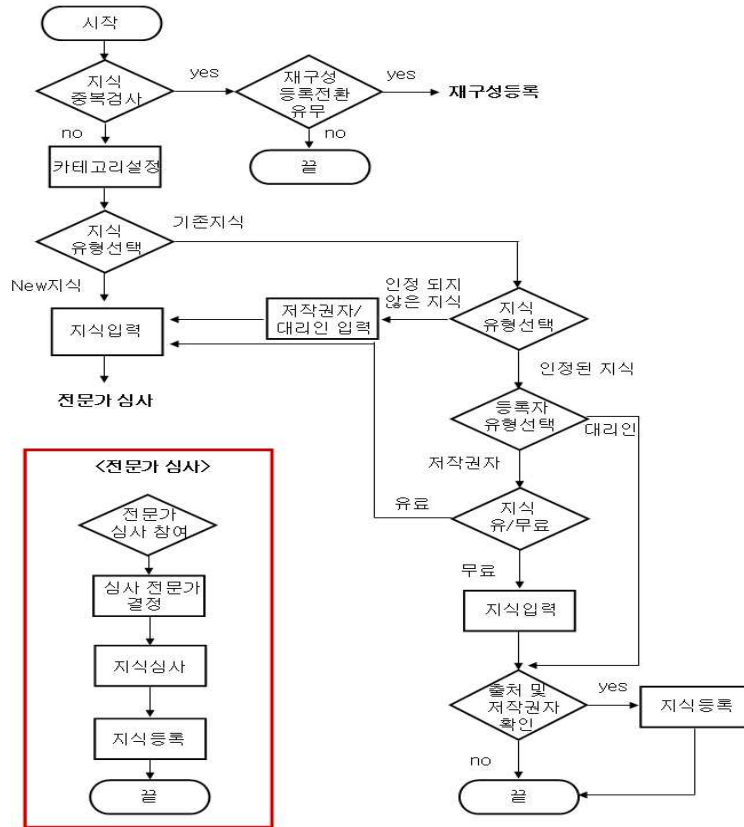 시작
지식
중복검사
yes
재구성
등록전환
유무
yes
재구성등록
no
no
끝
카테고리설정
지식
유형선택
기존지식
New지식
지식입력
저작권자/
대리인 입력
인정 되지
않은 지식
지식
유형선택
전문가 심사
인정된 지식
등록자
유형선택
대리인
저작권자
유료
지식
유/무료
무료
지식입력
출처 및
저작권자
확인
yes
지식등록
no
끝
<전문가 심사>
전문가
심사 참여
심사 전문가
결정
지식심사
지식등록
끝